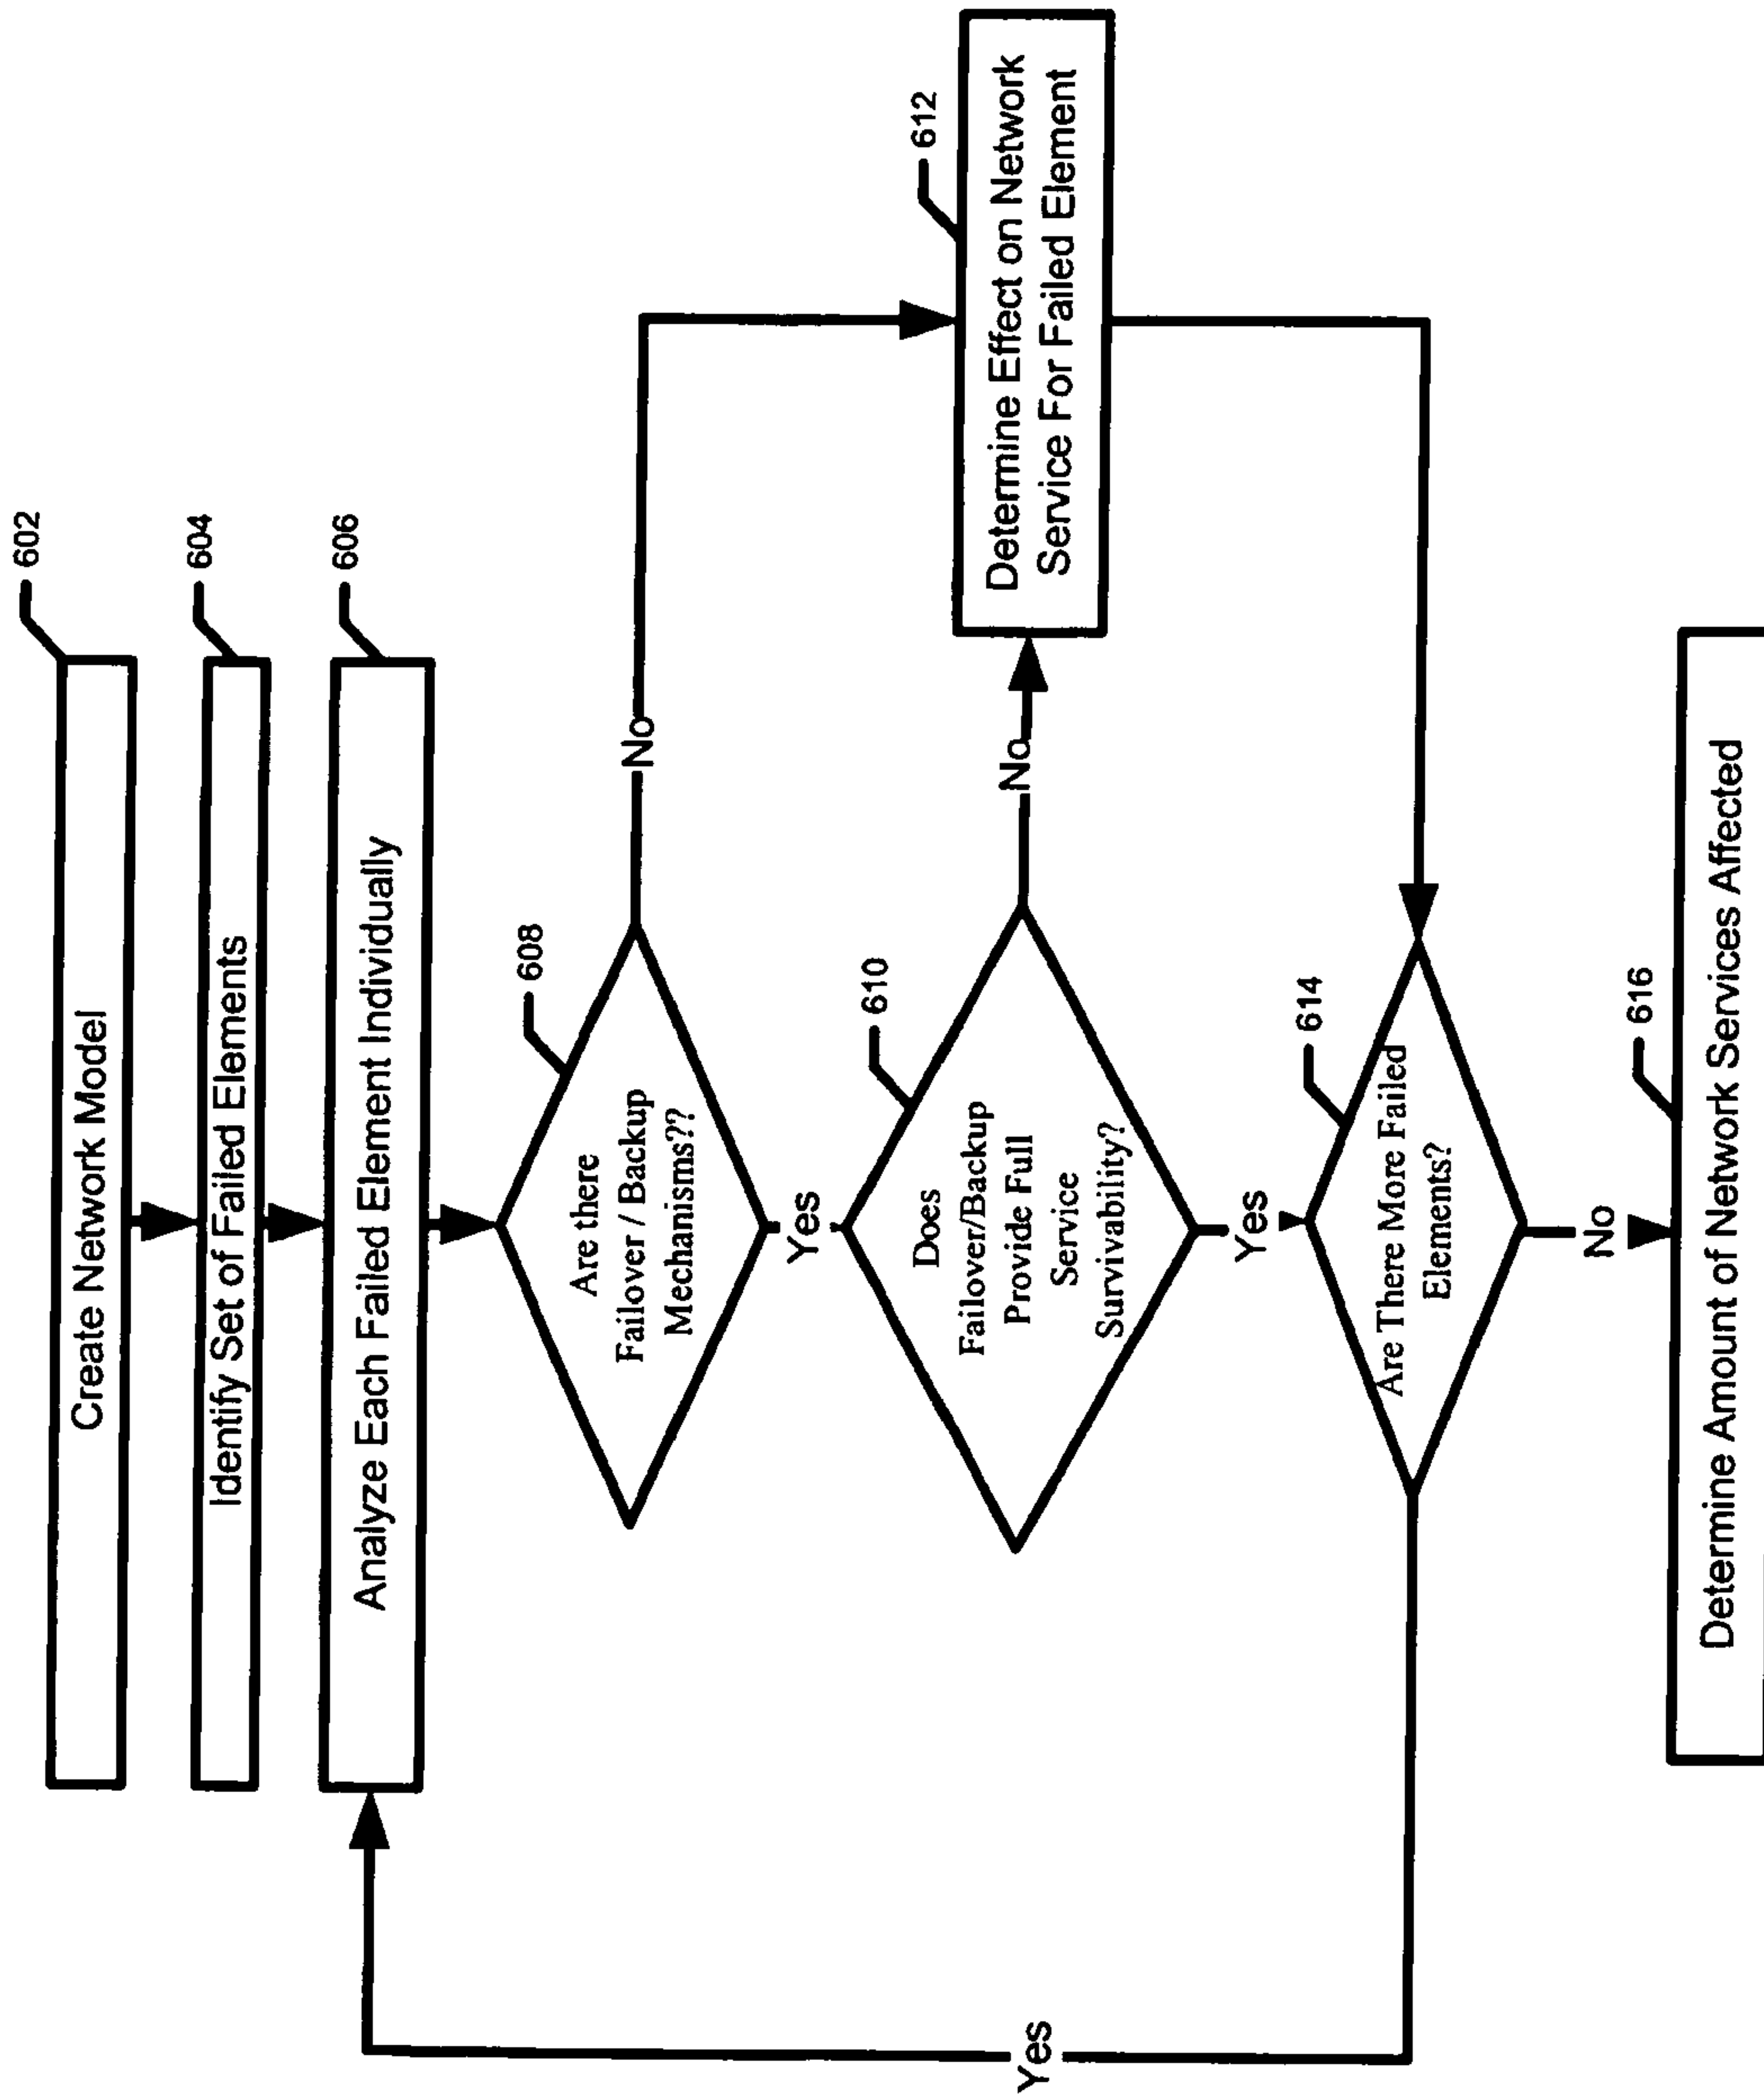 602
Create Network Model
604
Identify Set of Failed Elements
606
Analyze Each Failed Element Individually
608
Are there
Failover / Backup
Mechanisms??
No
Yes
610
Does
Failover/Backup
Provide Full
Service
Survivability?
No
612
Determine Effect on Network
Service For Failed Element
Yes
614
Are There More Failed
Elements?
Yes
No
616
Determine Amount of Network Services Affected